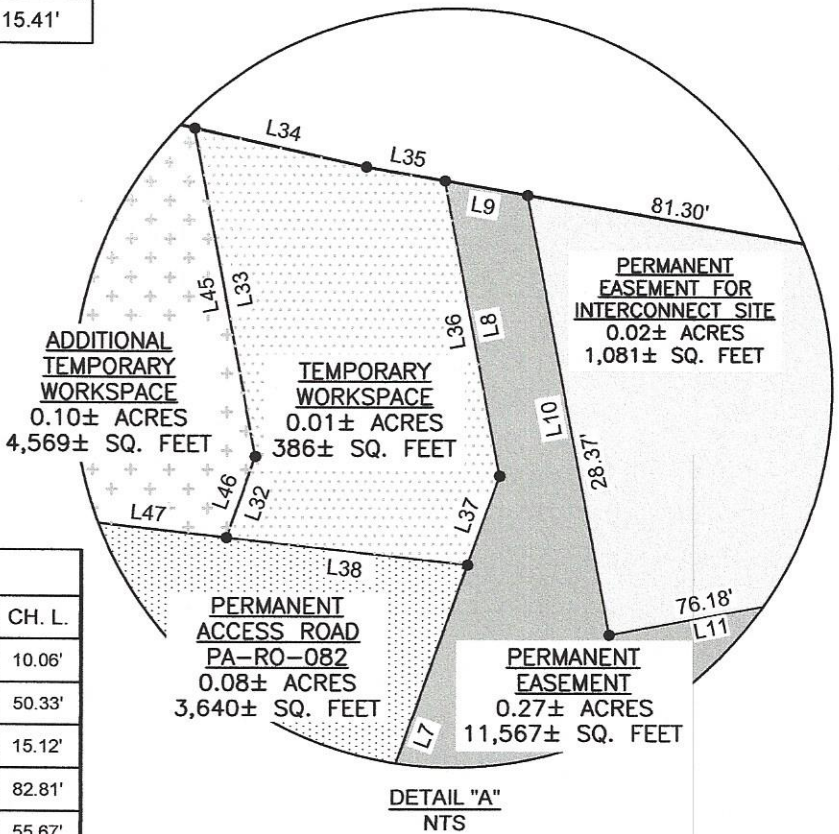 15.41'
L34
L35
L9
81.30'
L45
L33
L36
L8
PERMANENT
EASEMENT FOR
INTERCONNECT SITE
0.02± ACRES
1,081± SQ. FEET
ADDITIONAL
TEMPORARY
WORKSPACE
0.10± ACRES
4,569± SQ. FEET
TEMPORARY
WORKSPACE
0.01± ACRES
386± SQ. FEET
L10
28.37'
L46
L32
L37
L47
L38
76.18'
L11
PERMANENT
ACCESS ROAD
PA-RO-082
0.08± ACRES
3,640± SQ. FEET
PERMANENT
EASEMENT
0.27± ACRES
11,567± SQ. FEET
L7
CH. L.
10.06'
50.33'
15.12'
82.81'
55.67'
DETAIL "A"
NTS